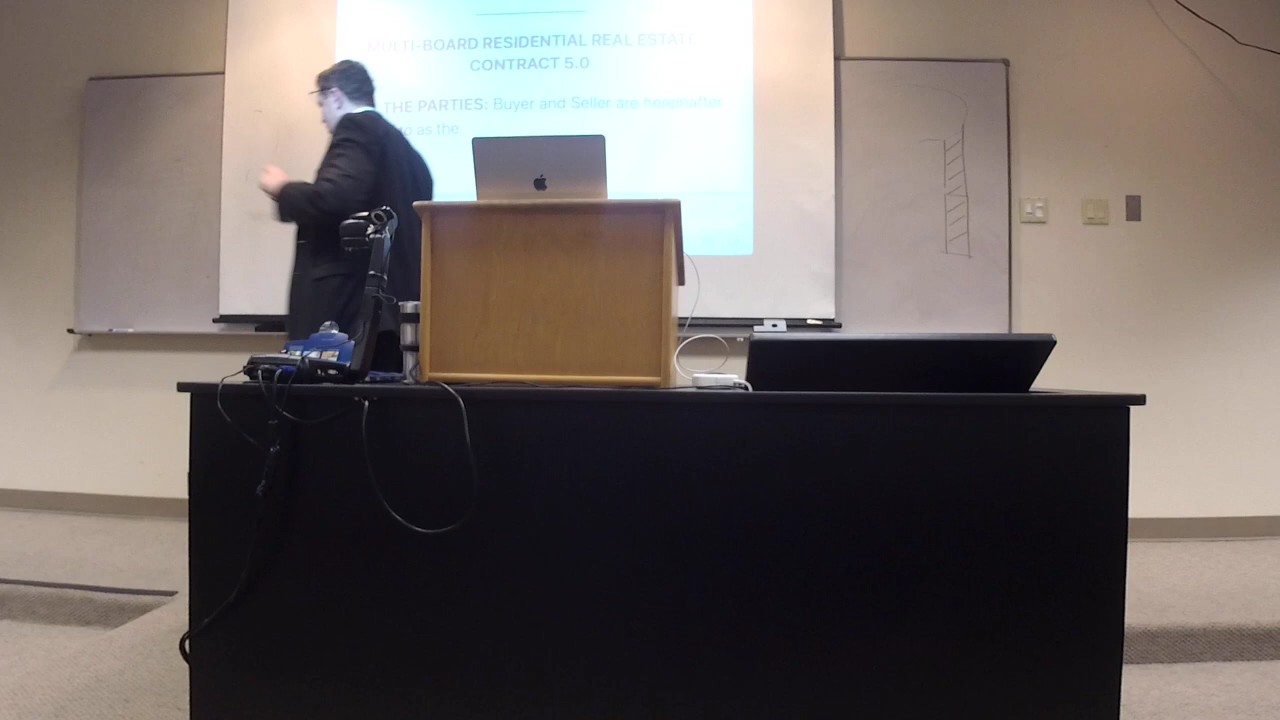 MULTI-BOARD RESIDENTIAL REAL ESTATE
CONTRACT 5.0
THE PARTIES: Buyer and Seller are hereinafter
to as the